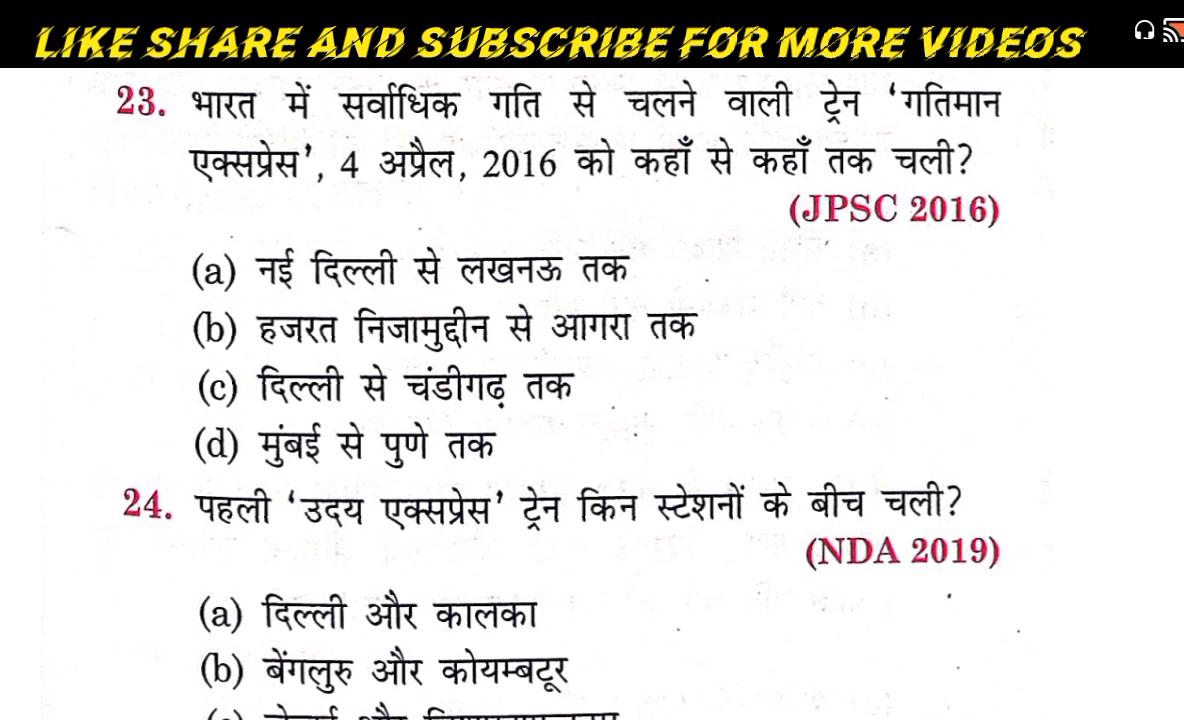 LIKE SHARE AND SUBSCRIBE FOR MORE VIDEOS
23. भारत में सर्वाधिक गति से चलने वाली ट्रेन ‘गतिमान
एक्सप्रेस’, 4 अप्रैल, 2016 को कहाँ से कहाँ तक चली?
(JPSC 2016)
(a) नई दिल्ली से लखनऊ तक
(b) हजरत निजामुद्दीन से आगरा तक
(c) दिल्ली से चंडीगढ़ तक
(d) मुंबई से पुणे तक
24. पहली ‘उदय एक्सप्रेस’ ट्रेन किन स्टेशनों के बीच चली?
(NDA 2019)
(a) दिल्ली और कालका
(b) बेंगलुरु और कोयम्बटूर